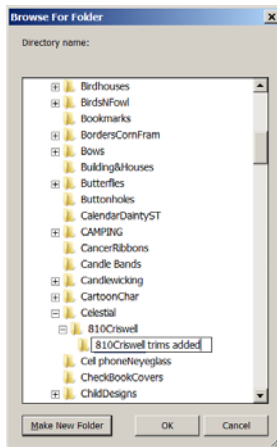 Browse For Folder
Directory name:
Birdhouses
BirdsNFowl
Bookmarks
BordersCornFram
Bows
Building&Houses
Butterflies
Buttonholes
CalendarDaintyST
CAMPING
CancerRibbons
Candle Bands
Candlewicking
CartoonChar
Celestial
810Criswell
810Criswell trims added
Cell phoneNeyeglass
CheckBookCovers
ChildDesigns
Make New Folder
OK
Cancel